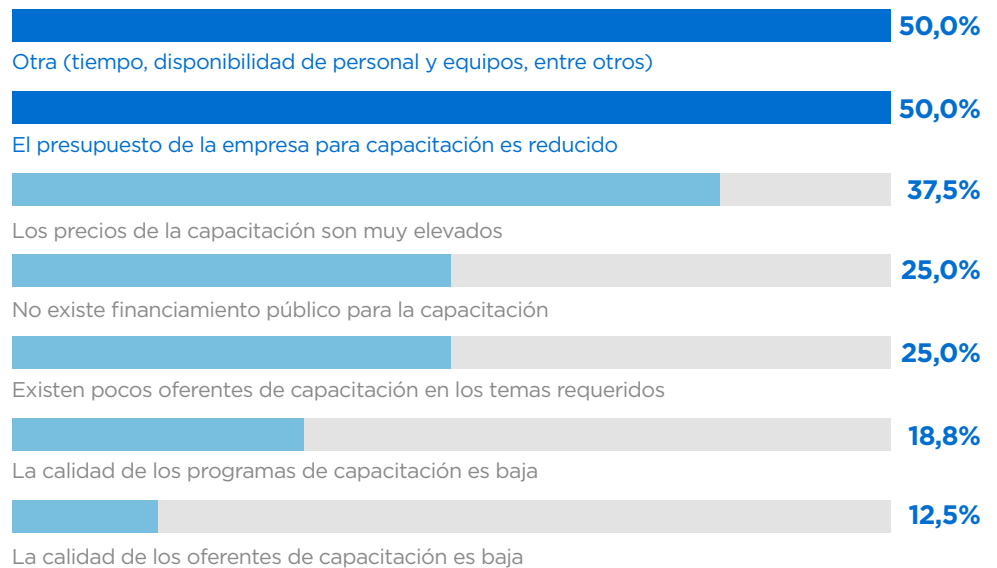 50,0%
Otra (tiempo, disponibilidad de personal y equipos, entre otros)
50,0%
El presupuesto de la empresa para capacitación es reducido
37,5%
Los precios de la capacitación son muy elevados
25,0%
No existe financiamiento público para la capacitación
25,0%
Existen pocos oferentes de capacitación en los temas requeridos
18,8%
La calidad de los programas de capacitación es baja
12,5%
La calidad de los oferentes de capacitación es baja